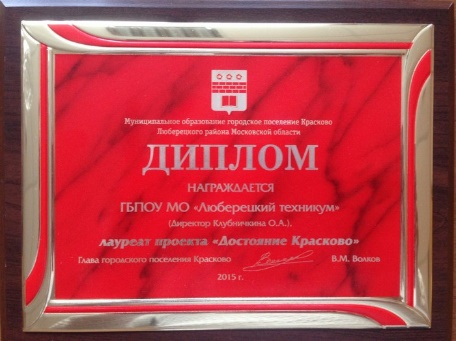 Муниципальное образование городское поселение Красково
Люберецкого района Московской области
ДИПЛОМ
НАГРАЖДАЕТСЯ
ГБПОУ МО «Люберецкий техникум»
(Директор Клубничкина О.А.),
лауреат проекта «Достояние Красково»
Глава городского поселения Красково В.М. Волков
2015 г.